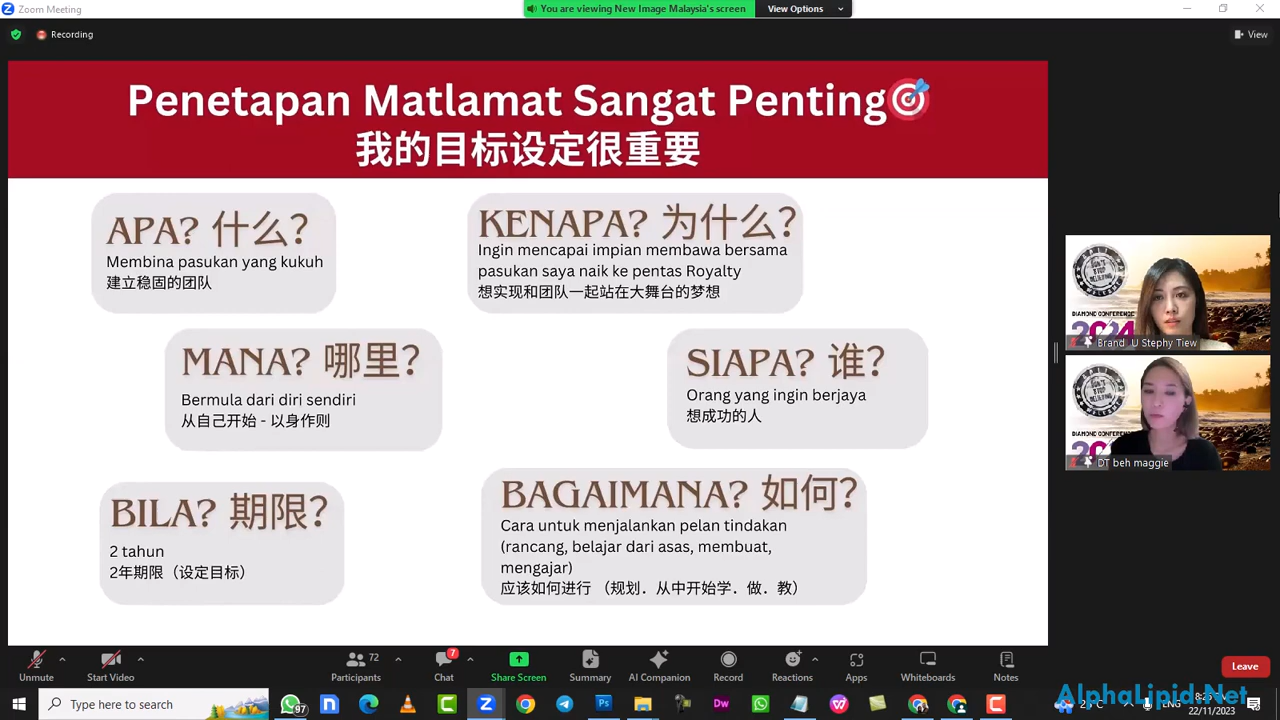 Zoom Meeting
You are viewing New Image Malaysia's screen
View Options
Recording
View
Penetapan Matlamat Sangat Penting
我的目标设定很重要
APA? 什么?
Membina pasukan yang kukuh
建立稳固的团队
KENAPA? 为什么?
Ingin mencapai impian membawa bersama
pasukan saya naik ke pentas Royalty
想实现和团队一起站在大舞台的梦想
MANA? 哪里?
Bermula dari diri sendiri
从自己开始 - 以身作则
SIAPA? 谁?
Orang yang ingin berjaya
想成功的人
BILA? 期限?
2 tahun
2年期限（设定目标）
BAGAIMANA? 如何?
Cara untuk menjalankan pelan tindakan
(rancang, belajar dari asas, membuat,
mengajar)
应该如何进行 （规划．从中开始学．做．教）
DIAMOND CONFERENCE
2024
Brand U Stephy Tiew
DIAMOND CONFERENCE
DT beh maggie
Unmute
Start Video
72
Participants
7
Chat
Share Screen
Summary
AI Companion
Record
Reactions
Apps
Whiteboards
Notes
Leave
Type here to search
97
Ps
Dw
ENG
22/11/2023
AlphaLipid.Net